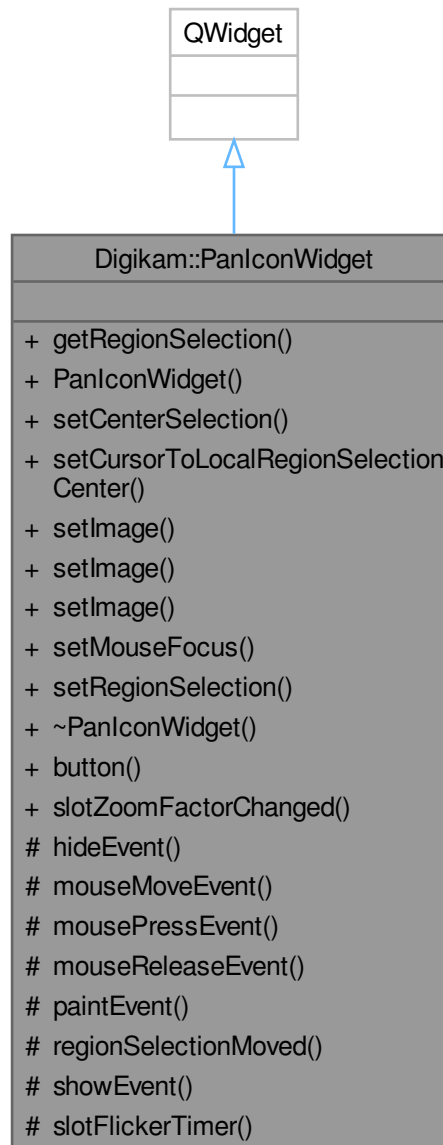 QWidget
Digikam::PanIconWidget
+ getRegionSelection()
+ PanIconWidget()
+ setCenterSelection()
+ setCursorToLocalRegionSelection
Center()
+ setImage()
+ setImage()
+ setImage()
+ setMouseFocus()
+ setRegionSelection()
+ ~PanIconWidget()
+ button()
+ slotZoomFactorChanged()
# hideEvent()
# mouseMoveEvent()
# mousePressEvent()
# mouseReleaseEvent()
# paintEvent()
# regionSelectionMoved()
# showEvent()
# slotFlickerTimer()